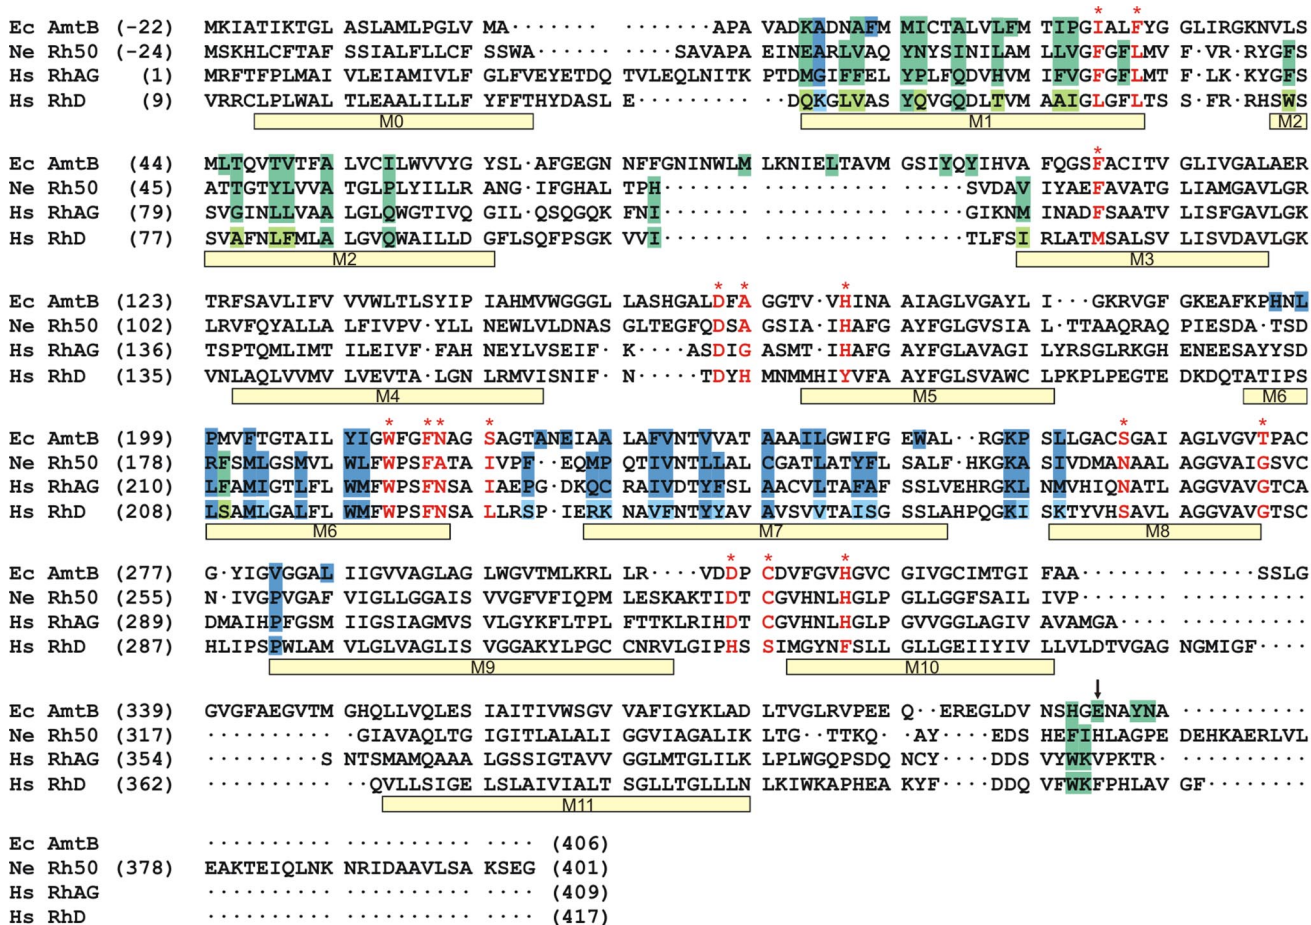 * *
Ec AmtB (-22) MKIATIKTGL ASLAMLPGLV MA········ ······APA VADKADNAFM MICTALVLFM TIPGIALFYG GLIRGKNVLS
Ne Rh50 (-24) MSKHLCFTAF SSIALFLLCF SSWA······ ···SAVAPA EINEARLVAQ YNYSINILAM LLVGFGFLMV F·VR·RYGFS
Hs RhAG (1) MRFTFPLMAI VLEIAMIVLF GLFVEYETDQ TVLEQLNITK PTDMGIFFEL YPLFQDVHVM IFVGFGFLMT F·LK·KYGFS
Hs RhD (9) VRRCLPLWAL TLEAALILLF YFFTHYDASL E········· ···DQKGLVAS YQVGQDLTVM AAIGLGFLTS S·FR·RHSWS
M0 M1 M2
*
Ec AmtB (44) MLTQVTVTFA LVCILWVVYG YSL·AFGEGN NFFGNINWLM LKNIELTAVM GSIYQYIHVA FQGSFACITV GLIVGALAER
Ne Rh50 (45) ATTGTYLVVA TGLPLYILLR ANG·IFGHAL TPH······· ·········· ······SVDAV IYAEFAVATG LIAMGAVLGR
Hs RhAG (79) SVGINLLVAA LGLQWGTIVQ GIL·QSQGQK FNI······· ·········· ······GIKNM INADFSAATV LISFGAVLGK
Hs RhD (77) SVAFNLFMLA LGVQWAILLD GFLSQFPSGK VVI······· ·········· ······TLFSI RLATMSALSV LISVDAVLGK
M2 M3
* * *
Ec AmtB (123) TRFSAVLIFV VVWLTLSYIP IAHMVWGGGL LASHGALDFA GGTV·VHINA AIAGLVGAYL I···GKRVGF GKEAFKPHNL
Ne Rh50 (102) LRVFQYALLA LFIVPV·YLL NEWLVLDNAS GLTEGFQDSA GSIA·IHAFG AYFGLGVSIA L·TTAAQRAQ PIESDA·TSD
Hs RhAG (136) TSPTQMLIMT ILEIVF·FAH NEYLVSEIF· K·····ASDIG ASMT·IHAFG AYFGLAVAGI LYRSGLRKGH ENEESAYYSD
Hs RhD (135) VNLAQLVVMV LVEVTA·LGN LRMVISNIF· N·····TDYH MNMMHIYVFA AYFGLSVAWC LPKPLPEGTE DKDQTATIPS
M4 M5 M6
* ** * * *
Ec AmtB (199) PMVFTGTAIL YIGWFGFNAG SAGTANEIAA LAFVNTVVAT AAAILGWIFG EWAL··RGKP SLLGACSGAI AGLVGVTPAC
Ne Rh50 (178) RFSMLGSMVL WLFWPSFATA IVPF··EQMP QTIVNTLLAL CGATLATYFL SALF·HKGKA SIVDMANAAL AGGVAIGSVC
Hs RhAG (210) LFAMIGTLFL WMFWPSFNSA IAEPG·DKQC RAIVDTYFSL AACVLTAFAF SSLVEHRGKL NMVHIQNATL AGGVAVGTCA
Hs RhD (208) LSAMLGALFL WMFWPSFNSA LLRSP·IERK NAVFNTYYAV AVSVVTAISG SSLAHPQGKI SKTYVHSAVL AGGVAVGTSC
M6 M7 M8
* * *
Ec AmtB (277) G·YIGVGGAL IIGVVAGLAG LWGVTMLKRL LR····VDDP CDVFGVHGVC GIVGCIMTGI FAA······· ······SSLG
Ne Rh50 (255) N·IVGPVGAF VIGLLGGAIS VVGFVFIQPM LESKAKTIDT CGVHNLHGLP GLLGGFSAIL IVP······· ··········
Hs RhAG (289) DMAIHPFGSM IIGSIAGMVS VLGYKFLTPL FTTKLRIHDT CGVHNLHGLP GVVGGLAGIV AVAMGA···· ··········
Hs RhD (287) HLIPSPWLAM VLGLVAGLIS VGGAKYLPGC CNRVLGIPHS SIMGYNFSLL GLLGEIIYIV LLVLDTVGAG NGMIGF····
M9 M10
Ec AmtB (339) GVGFAEGVTM GHQLLVQLES IAITIVWSGV VAFIGYKLAD LTVGLRVPEE Q··EREGLDV NSHGENAYNA ··········
Ne Rh50 (317) ··········· ··GIAVAQLTG IGITLALALI GGVIAGALIK LTG··TTKQ· ·AY····EDS HEFIHLAGPE DEHKAERLVL
Hs RhAG (354) ·········S NTSMAMAQAAA LGSSIGTAVV GGLMTGLILK LPLWGQPSDQ NCY····DDS VYWKVPKTR· ··········
Hs RhD (362) ·········· ···QVLLSIGE LSLAIVIALT SGLLTGLLLN LKIWKAPHEA KYF····DDQ VFWKFPHLAV GF········
M11
Ec AmtB ·········· ·········· ······ (406)
Ne Rh50 (378) EAKTEIQLNK NRIDAAVLSA KSEG (401)
Hs RhAG ·········· ·········· ······ (409)
Hs RhD ·········· ·········· ······ (417)